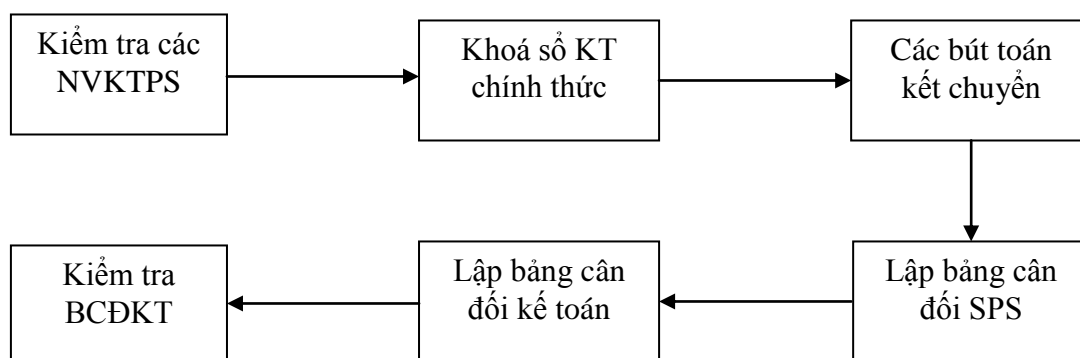 Kiểm tra các
NVKTPS
Khoá sổ KT
chính thức
Các bút toán
kết chuyển
Kiểm tra
BCĐKT
Lập bảng cân
đối kế toán
Lập bảng cân
đối SPS